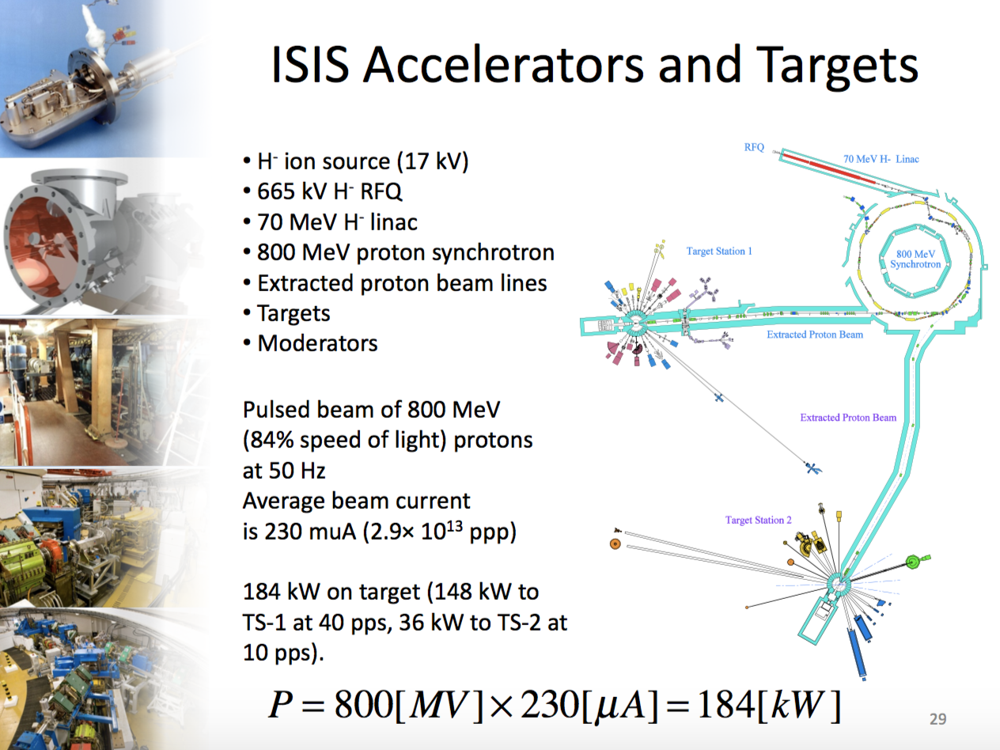 ISIS Accelerators and Targets
• H⁻ ion source (17 kV)
• 665 kV H⁻ RFQ
• 70 MeV H⁻ linac
• 800 MeV proton synchrotron
• Extracted proton beam lines
• Targets
• Moderators
Pulsed beam of 800 MeV
(84% speed of light) protons
at 50 Hz
Average beam current
is 230 muA (2.9× 10¹³ ppp)
184 kW on target (148 kW to
TS-1 at 40 pps, 36 kW to TS-2 at
10 pps).
P = 800[MV]×230[μA]=184[kW]
RFQ
70 MeV H- Linac
800 MeV
Synchrotron
Target Station 1
Extracted Proton Beam
Extracted Proton Beam
Target Station 2
29